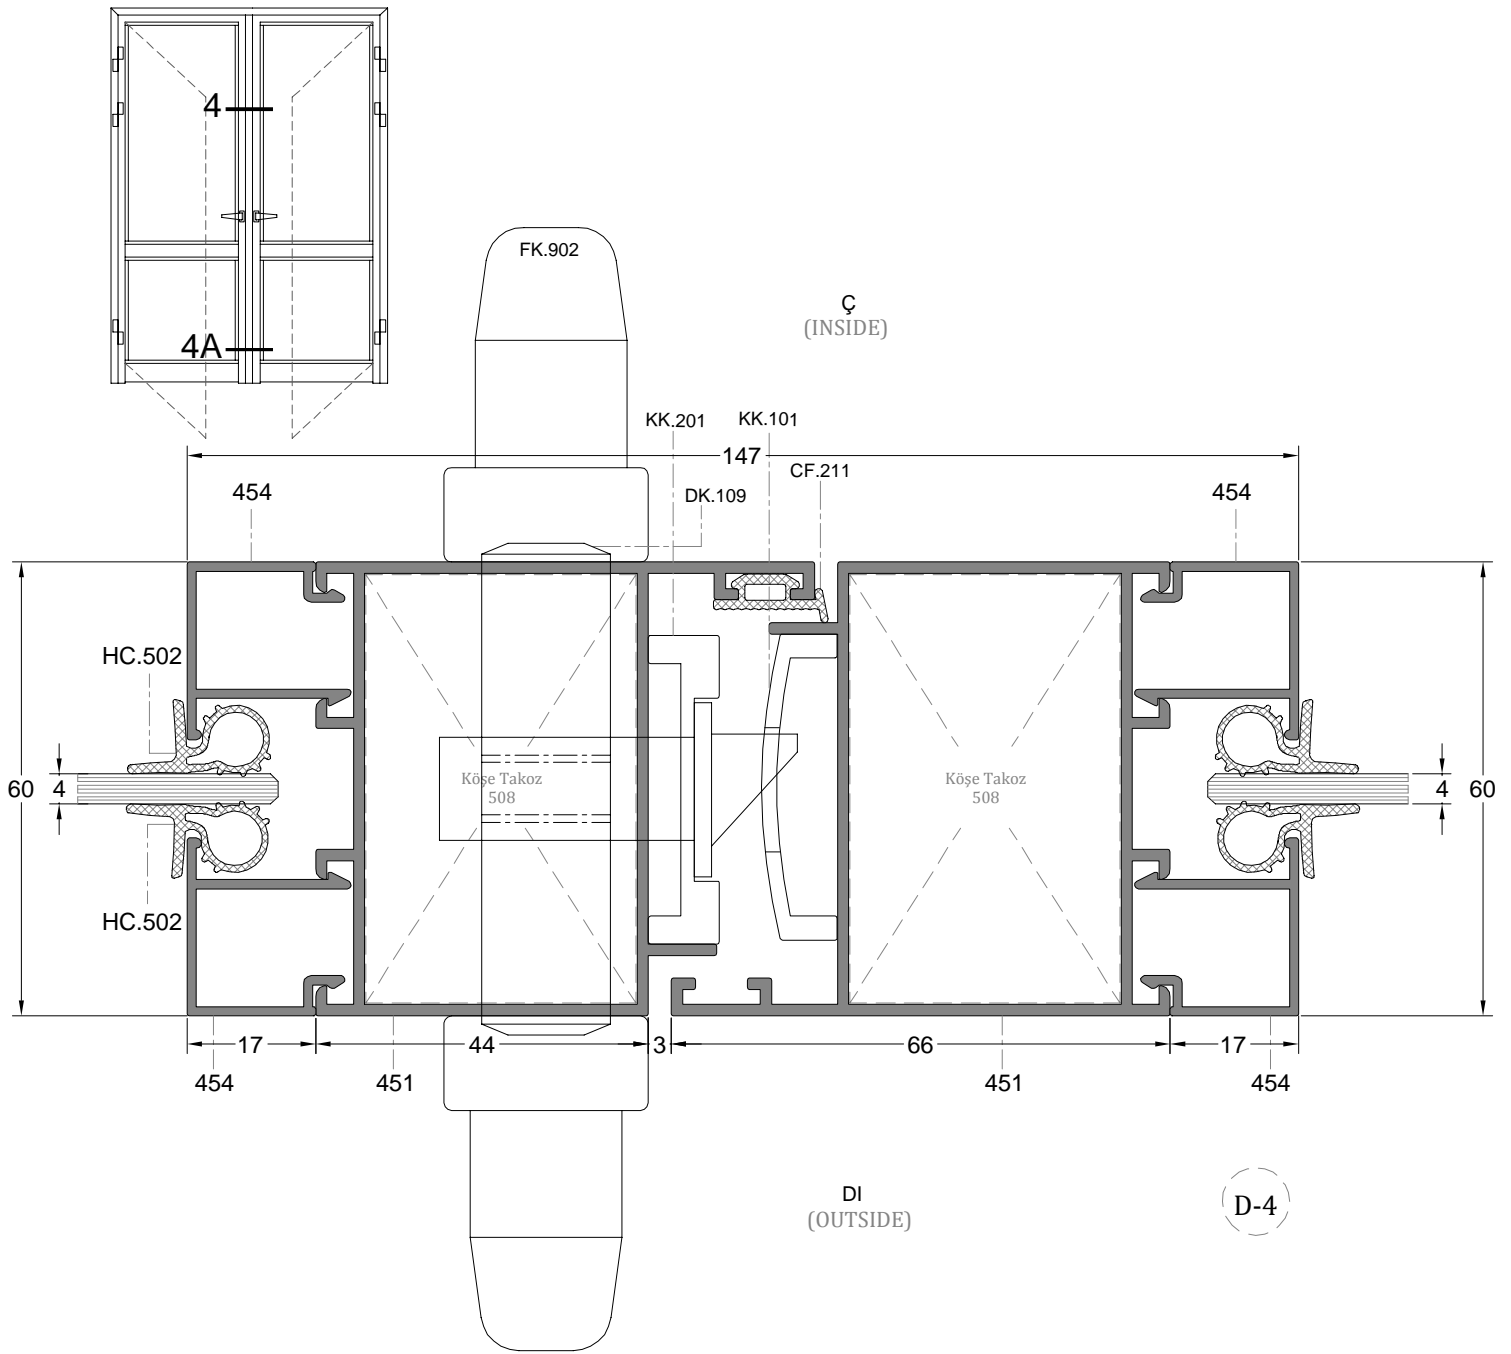 4
4A
FK.902
Ç
(INSIDE)
KK.201
KK.101
147
CF.211
454
DK.109
454
HC.502
60
4
Köşe Takoz
508
Köşe Takoz
508
4
60
HC.502
17
44
3
66
17
454
451
451
454
DI
(OUTSIDE)
D-4